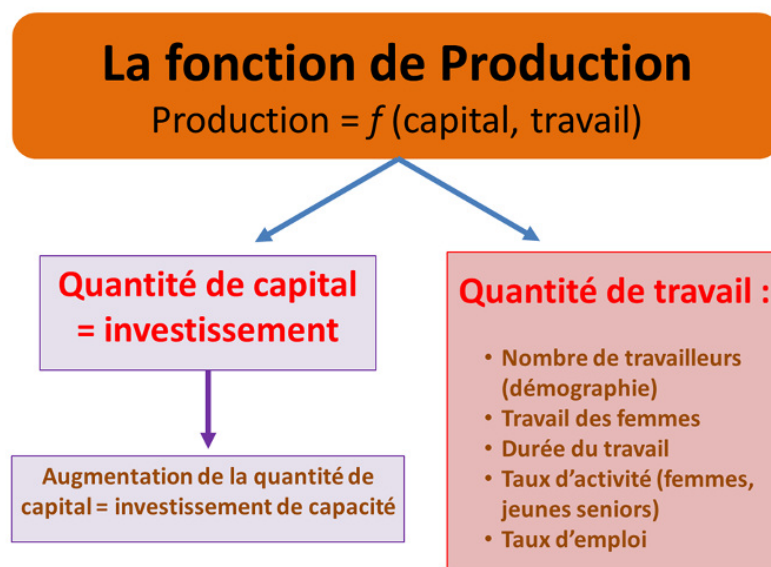 La fonction de Production
Production = f (capital, travail)
Quantité de capital
= investissement
Augmentation de la quantité de
capital = investissement de capacité
Quantité de travail :
• Nombre de travailleurs
(démographie)
• Travail des femmes
• Durée du travail
• Taux d'activité (femmes,
jeunes seniors)
• Taux d'emploi